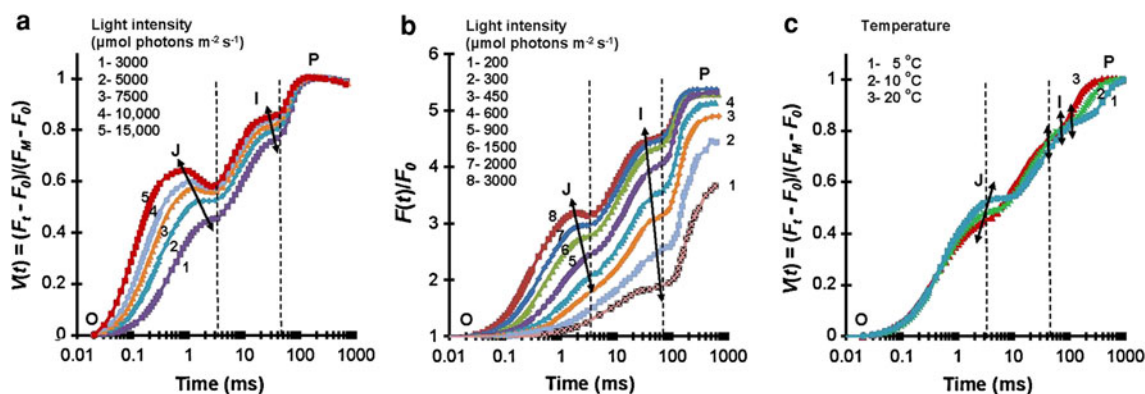 a
Light intensity
(µmol photons m-2 s-1)
1- 3000
2- 5000
3- 7500
4- 10,000
5- 15,000
V(t) = (Ft - F0)/(FM - F0)
1
0.8
0.6
0.4
0.2
0
O
J
I
P
5
4
3
2
1
0.01 0.1 1 10 100 1000
Time (ms)
b
Light intensity
(µmol photons m-2 s-1)
1- 200
2- 300
3- 450
4- 600
5- 900
6- 1500
7- 2000
8- 3000
F(t)/F0
6
5
4
3
2
1
O
J
I
P
8
7
6
5
4
3
2
1
0.01 0.1 1 10 100 1000
Time (ms)
c
Temperature
1- 5 °C
2- 10 °C
3- 20 °C
V(t) = (Ft - F0)/(FM - F0)
1
0.8
0.6
0.4
0.2
0
O
J
I
P
3
2
1
0.01 0.1 1 10 100 1000
Time (ms)